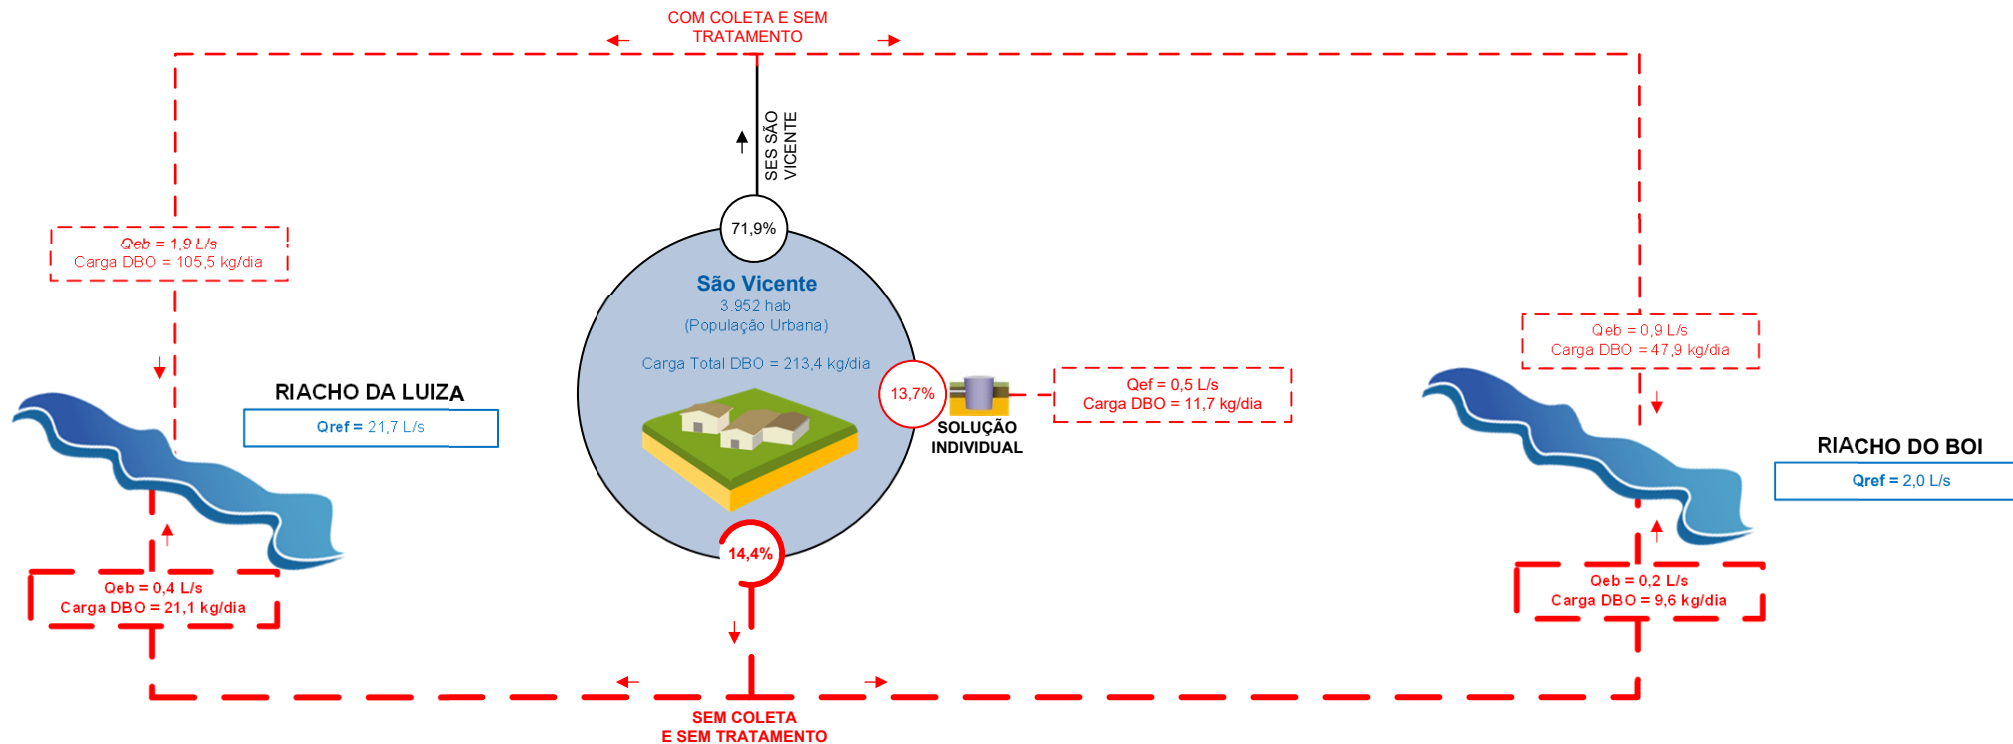 COM COLETA E SEM
TRATAMENTO
SES SÃO
VICENTE
71,9%
Qeb = 1,9 L/s
Carga DBO = 105,5 kg/dia
São Vicente
3.952 hab
(População Urbana)
Carga Total DBO = 213,4 kg/dia
13,7%
SOLUÇÃO
INDIVIDUAL
Qef = 0,5 L/s
Carga DBO = 11,7 kg/dia
Qeb = 0,9 L/s
Carga DBO = 47,9 kg/dia
RIACHO DA LUIZA
Qref = 21,7 L/s
RIACHO DO BOI
Qref = 2,0 L/s
14,4%
Qeb = 0,4 L/s
Carga DBO = 21,1 kg/dia
Qeb = 0,2 L/s
Carga DBO = 9,6 kg/dia
SEM COLETA
E SEM TRATAMENTO